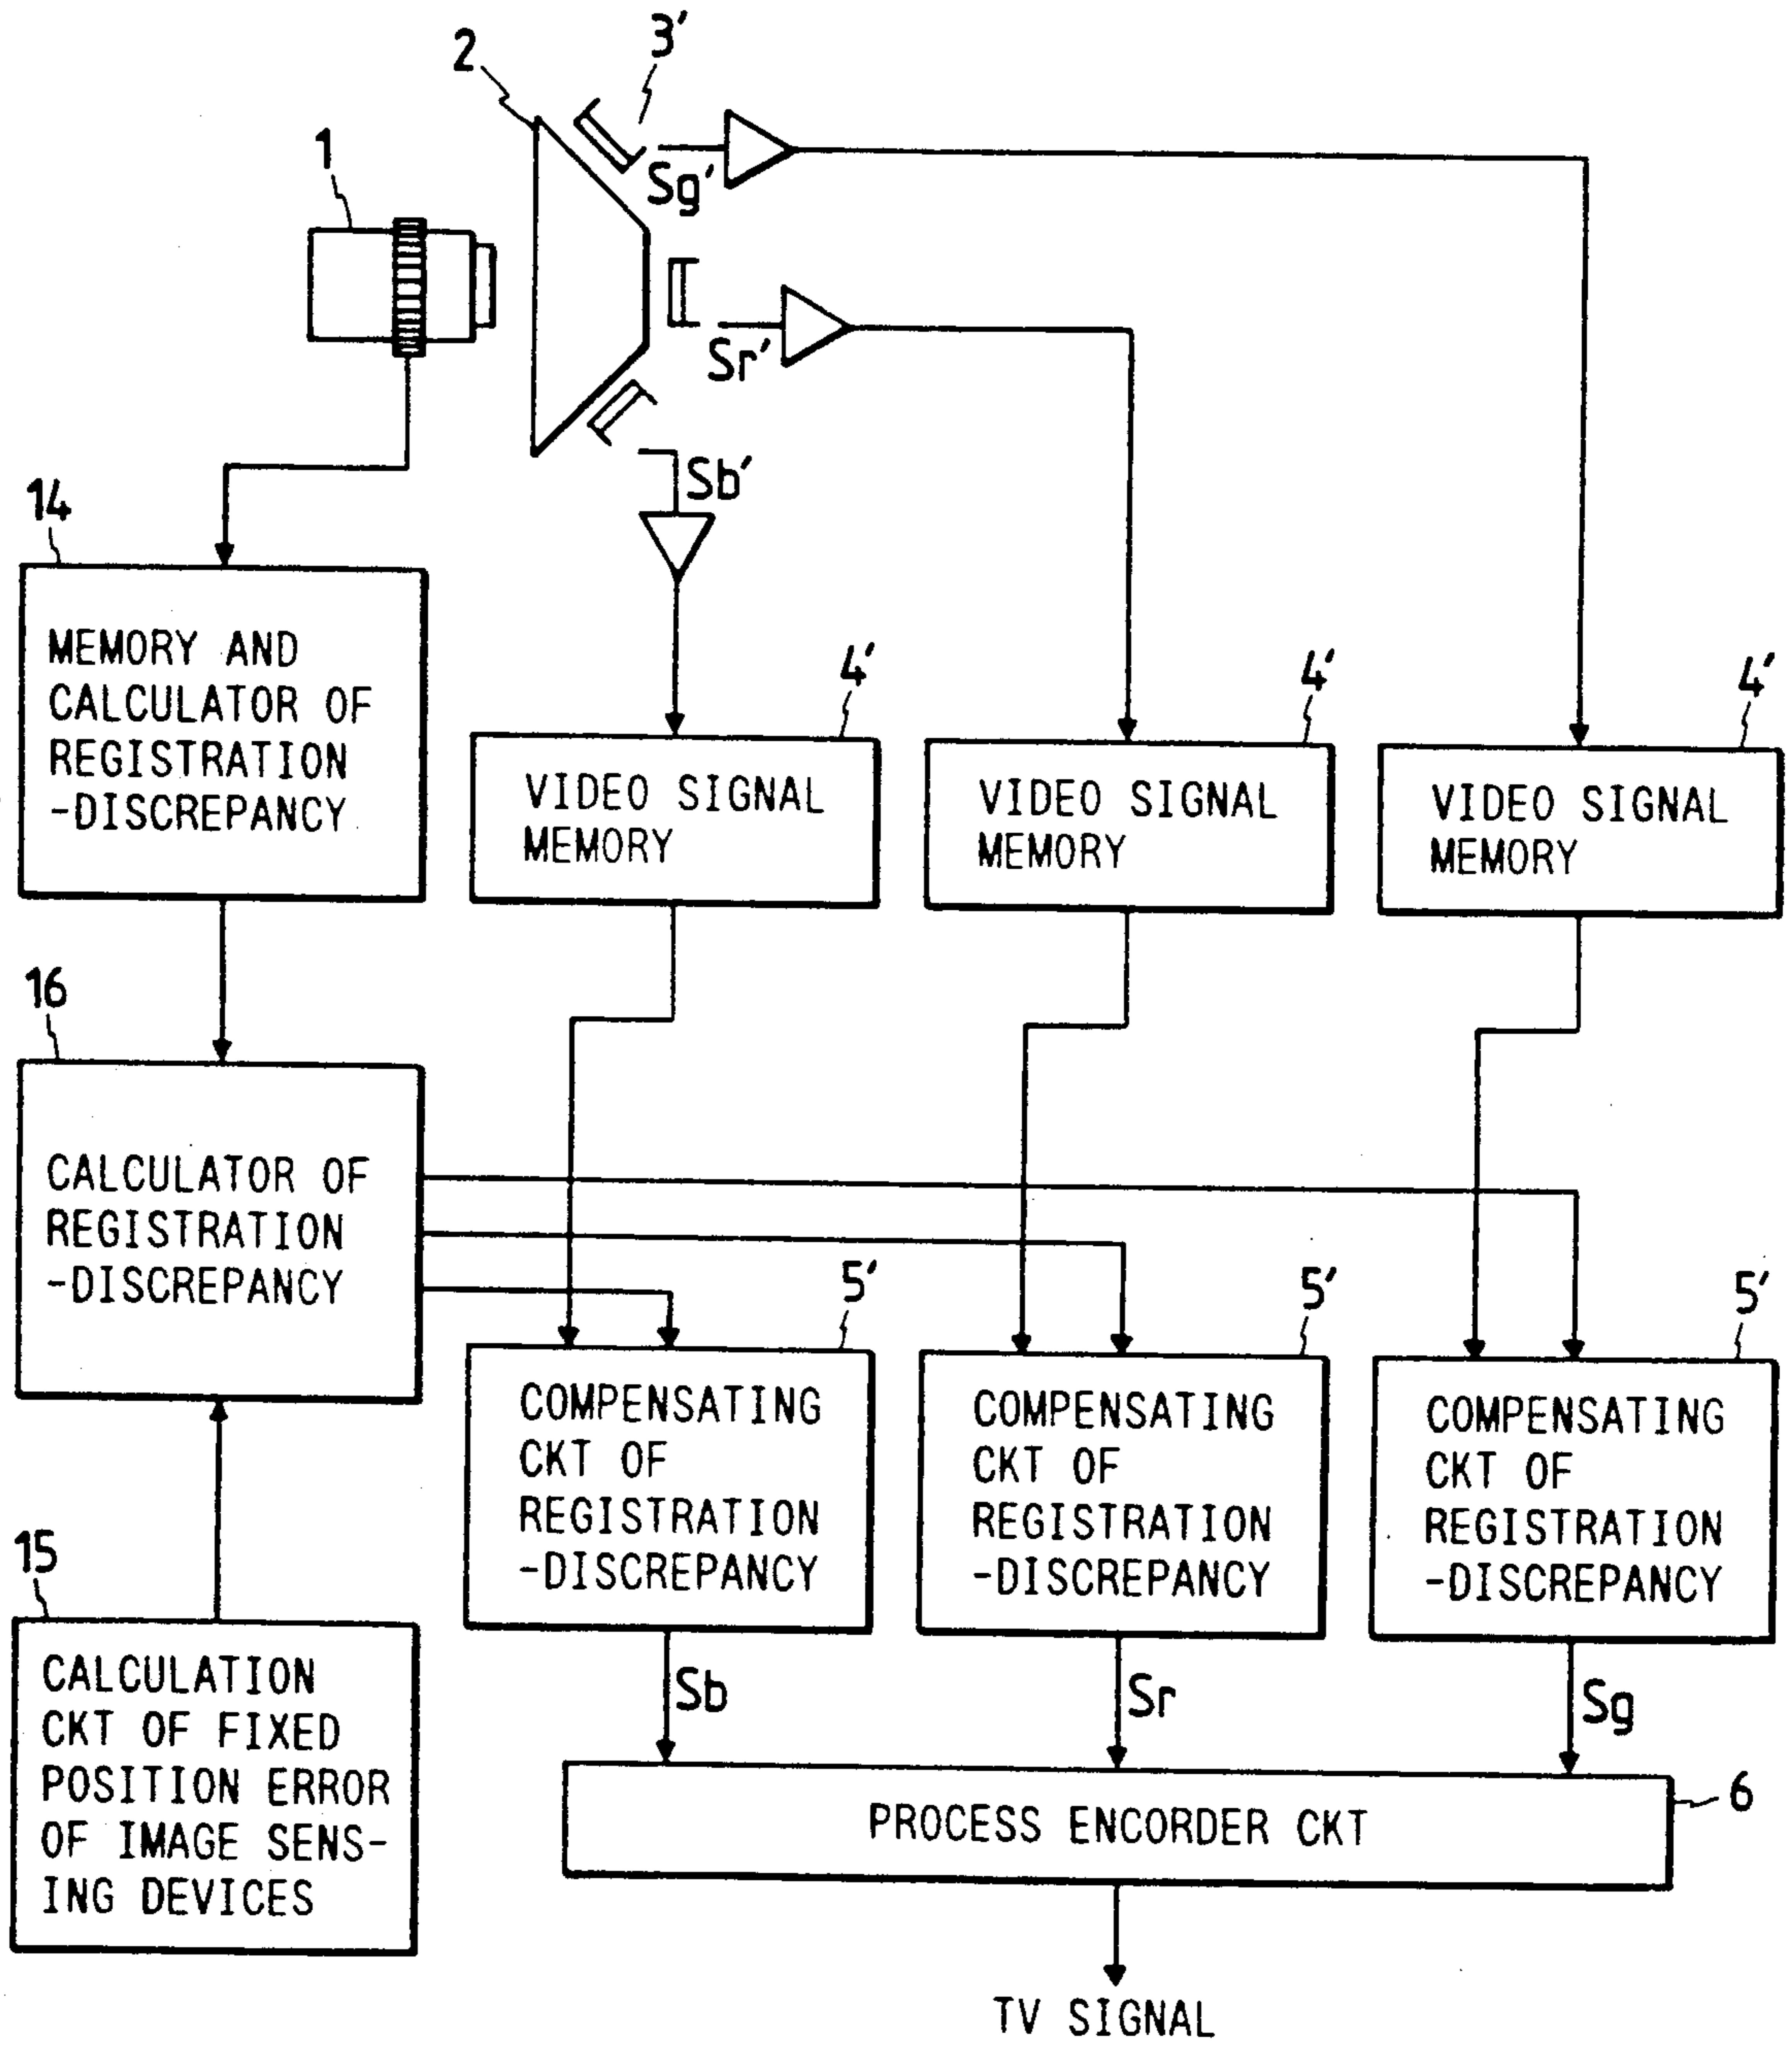 3'
2
1
Sg'
Sr'
Sb'
14
MEMORY AND
CALCULATOR OF
REGISTRATION
-DISCREPANCY
4'
VIDEO SIGNAL
MEMORY
4'
VIDEO SIGNAL
MEMORY
4'
VIDEO SIGNAL
MEMORY
16
CALCULATOR OF
REGISTRATION
-DISCREPANCY
5'
COMPENSATING
CKT OF
REGISTRATION
-DISCREPANCY
5'
COMPENSATING
CKT OF
REGISTRATION
-DISCREPANCY
5'
COMPENSATING
CKT OF
REGISTRATION
-DISCREPANCY
15
CALCULATION
CKT OF FIXED
POSITION ERROR
OF IMAGE SENS-
ING DEVICES
Sb
Sr
Sg
PROCESS ENCORDER CKT
6
TV SIGNAL